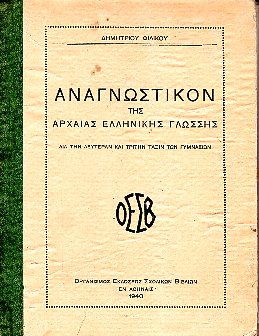 ΔΗΜΗΤΡΙΟΥ ΦΙΛΙΚΟΥ
ΑΝΑΓΝΩΣΤΙΚΟΝ
ΤΗΣ
ΑΡΧΑΙΑΣ ΕΛΛΗΝΙΚΗΣ ΓΛΩΣΣΗΣ
ΔΙΑ ΤΗΝ ΔΕΥΤΕΡΑΝ ΚΑΙ ΤΡΙΤΗΝ ΤΑΞΙΝ ΤΩΝ ΓΥΜΝΑΣΙΩΝ
ΟΕΣΒ
ΟΡΓΑΝΙΣΜΟΣ ΕΚΔΟΣΕΩΣ ΣΧΟΛΙΚΩΝ ΒΙΒΛΙΩΝ
ΕΝ ΑΘΗΝΑΙΣ
1940